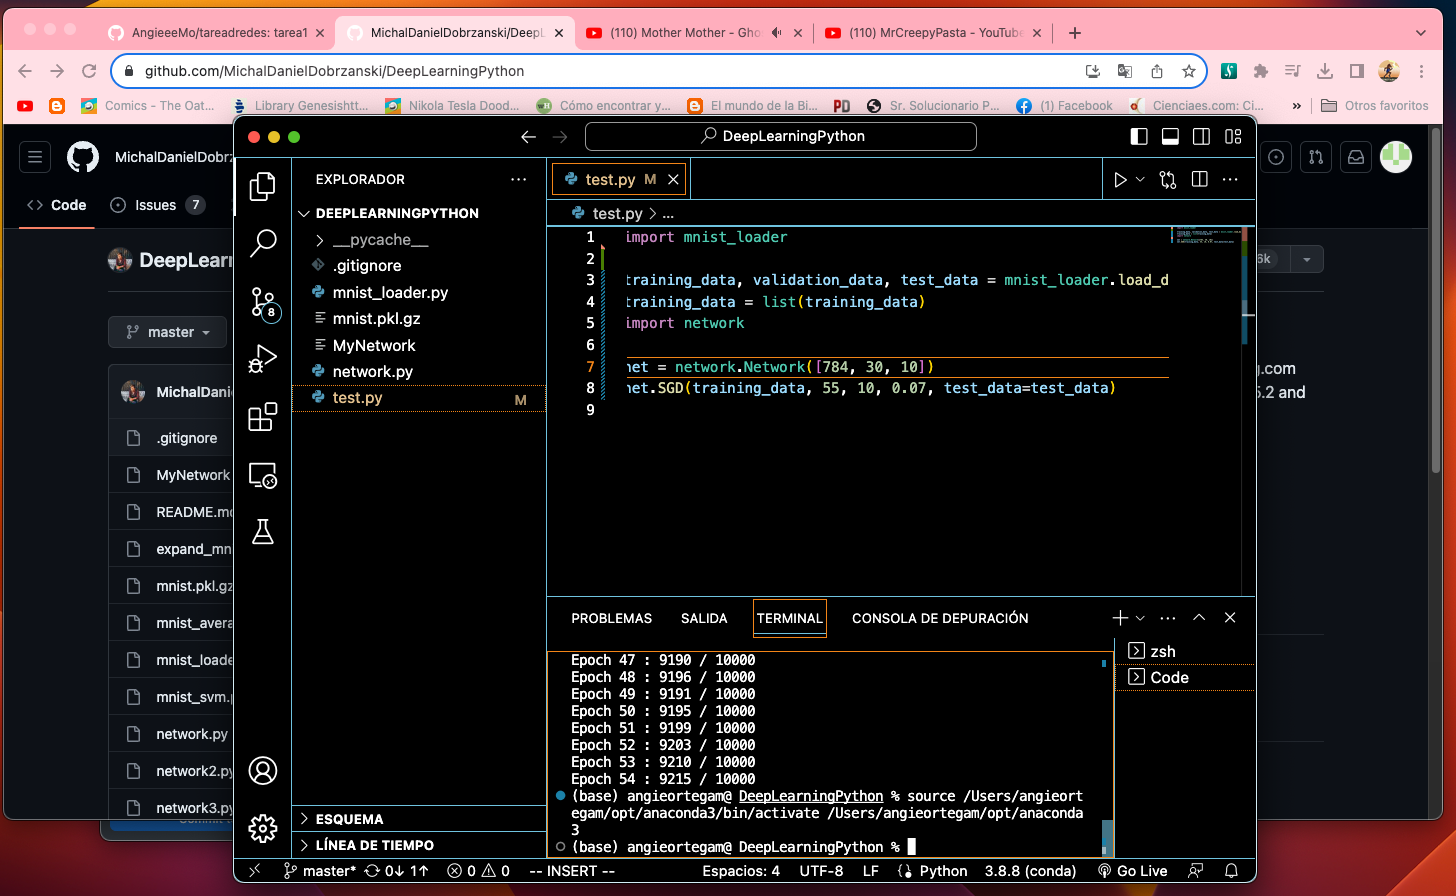 AngieeeMo/tareadredes: tarea1
MichalDanielDobrzanski/DeepL
(110) Mother Mother - Gho
(110) MrCreepyPasta - YouTube
github.com/MichalDanielDobrzanski/DeepLearningPython
Comics - The Oat...
Library Genesishtt...
Nikola Tesla Dood...
Cómo encontrar y...
El mundo de la Bi...
PD
Sr. Solucionario P...
(1) Facebook
Cienciaes.com: Ci...
»
Otros favoritos
MichalDanielDobrz
Code
Issues 7
DeepLearn
6k
master
MichalDani
.gitignore
MyNetwork
README.md
expand_mn
mnist.pkl.gz
mnist_avera
mnist_loade
mnist_svm.p
network.py
network2.py
network3.py
g.com
5.2 and
DeepLearningPython
EXPLORADOR
DEEPLEARNINGPYTHON
__pycache__
.gitignore
mnist_loader.py
mnist.pkl.gz
MyNetwork
network.py
test.py M
8
ESQUEMA
LÍNEA DE TIEMPO
test.py M
test.py > ...
1 import mnist_loader
2
3 training_data, validation_data, test_data = mnist_loader.load_d
4 training_data = list(training_data)
5 import network
6
7 net = network.Network([784, 30, 10])
8 net.SGD(training_data, 55, 10, 0.07, test_data=test_data)
9
PROBLEMAS SALIDA TERMINAL CONSOLA DE DEPURACIÓN
Epoch 47 : 9190 / 10000
Epoch 48 : 9196 / 10000
Epoch 49 : 9191 / 10000
Epoch 50 : 9195 / 10000
Epoch 51 : 9199 / 10000
Epoch 52 : 9203 / 10000
Epoch 53 : 9210 / 10000
Epoch 54 : 9215 / 10000
(base) angieortegam@ DeepLearningPython % source /Users/angieort
egam/opt/anaconda3/bin/activate /Users/angieortegam/opt/anaconda
3
(base) angieortegam@ DeepLearningPython %
zsh
Code
master* 0↓ 1↑ 0 0 -- INSERT -- Espacios: 4 UTF-8 LF Python 3.8.8 (conda) Go Live